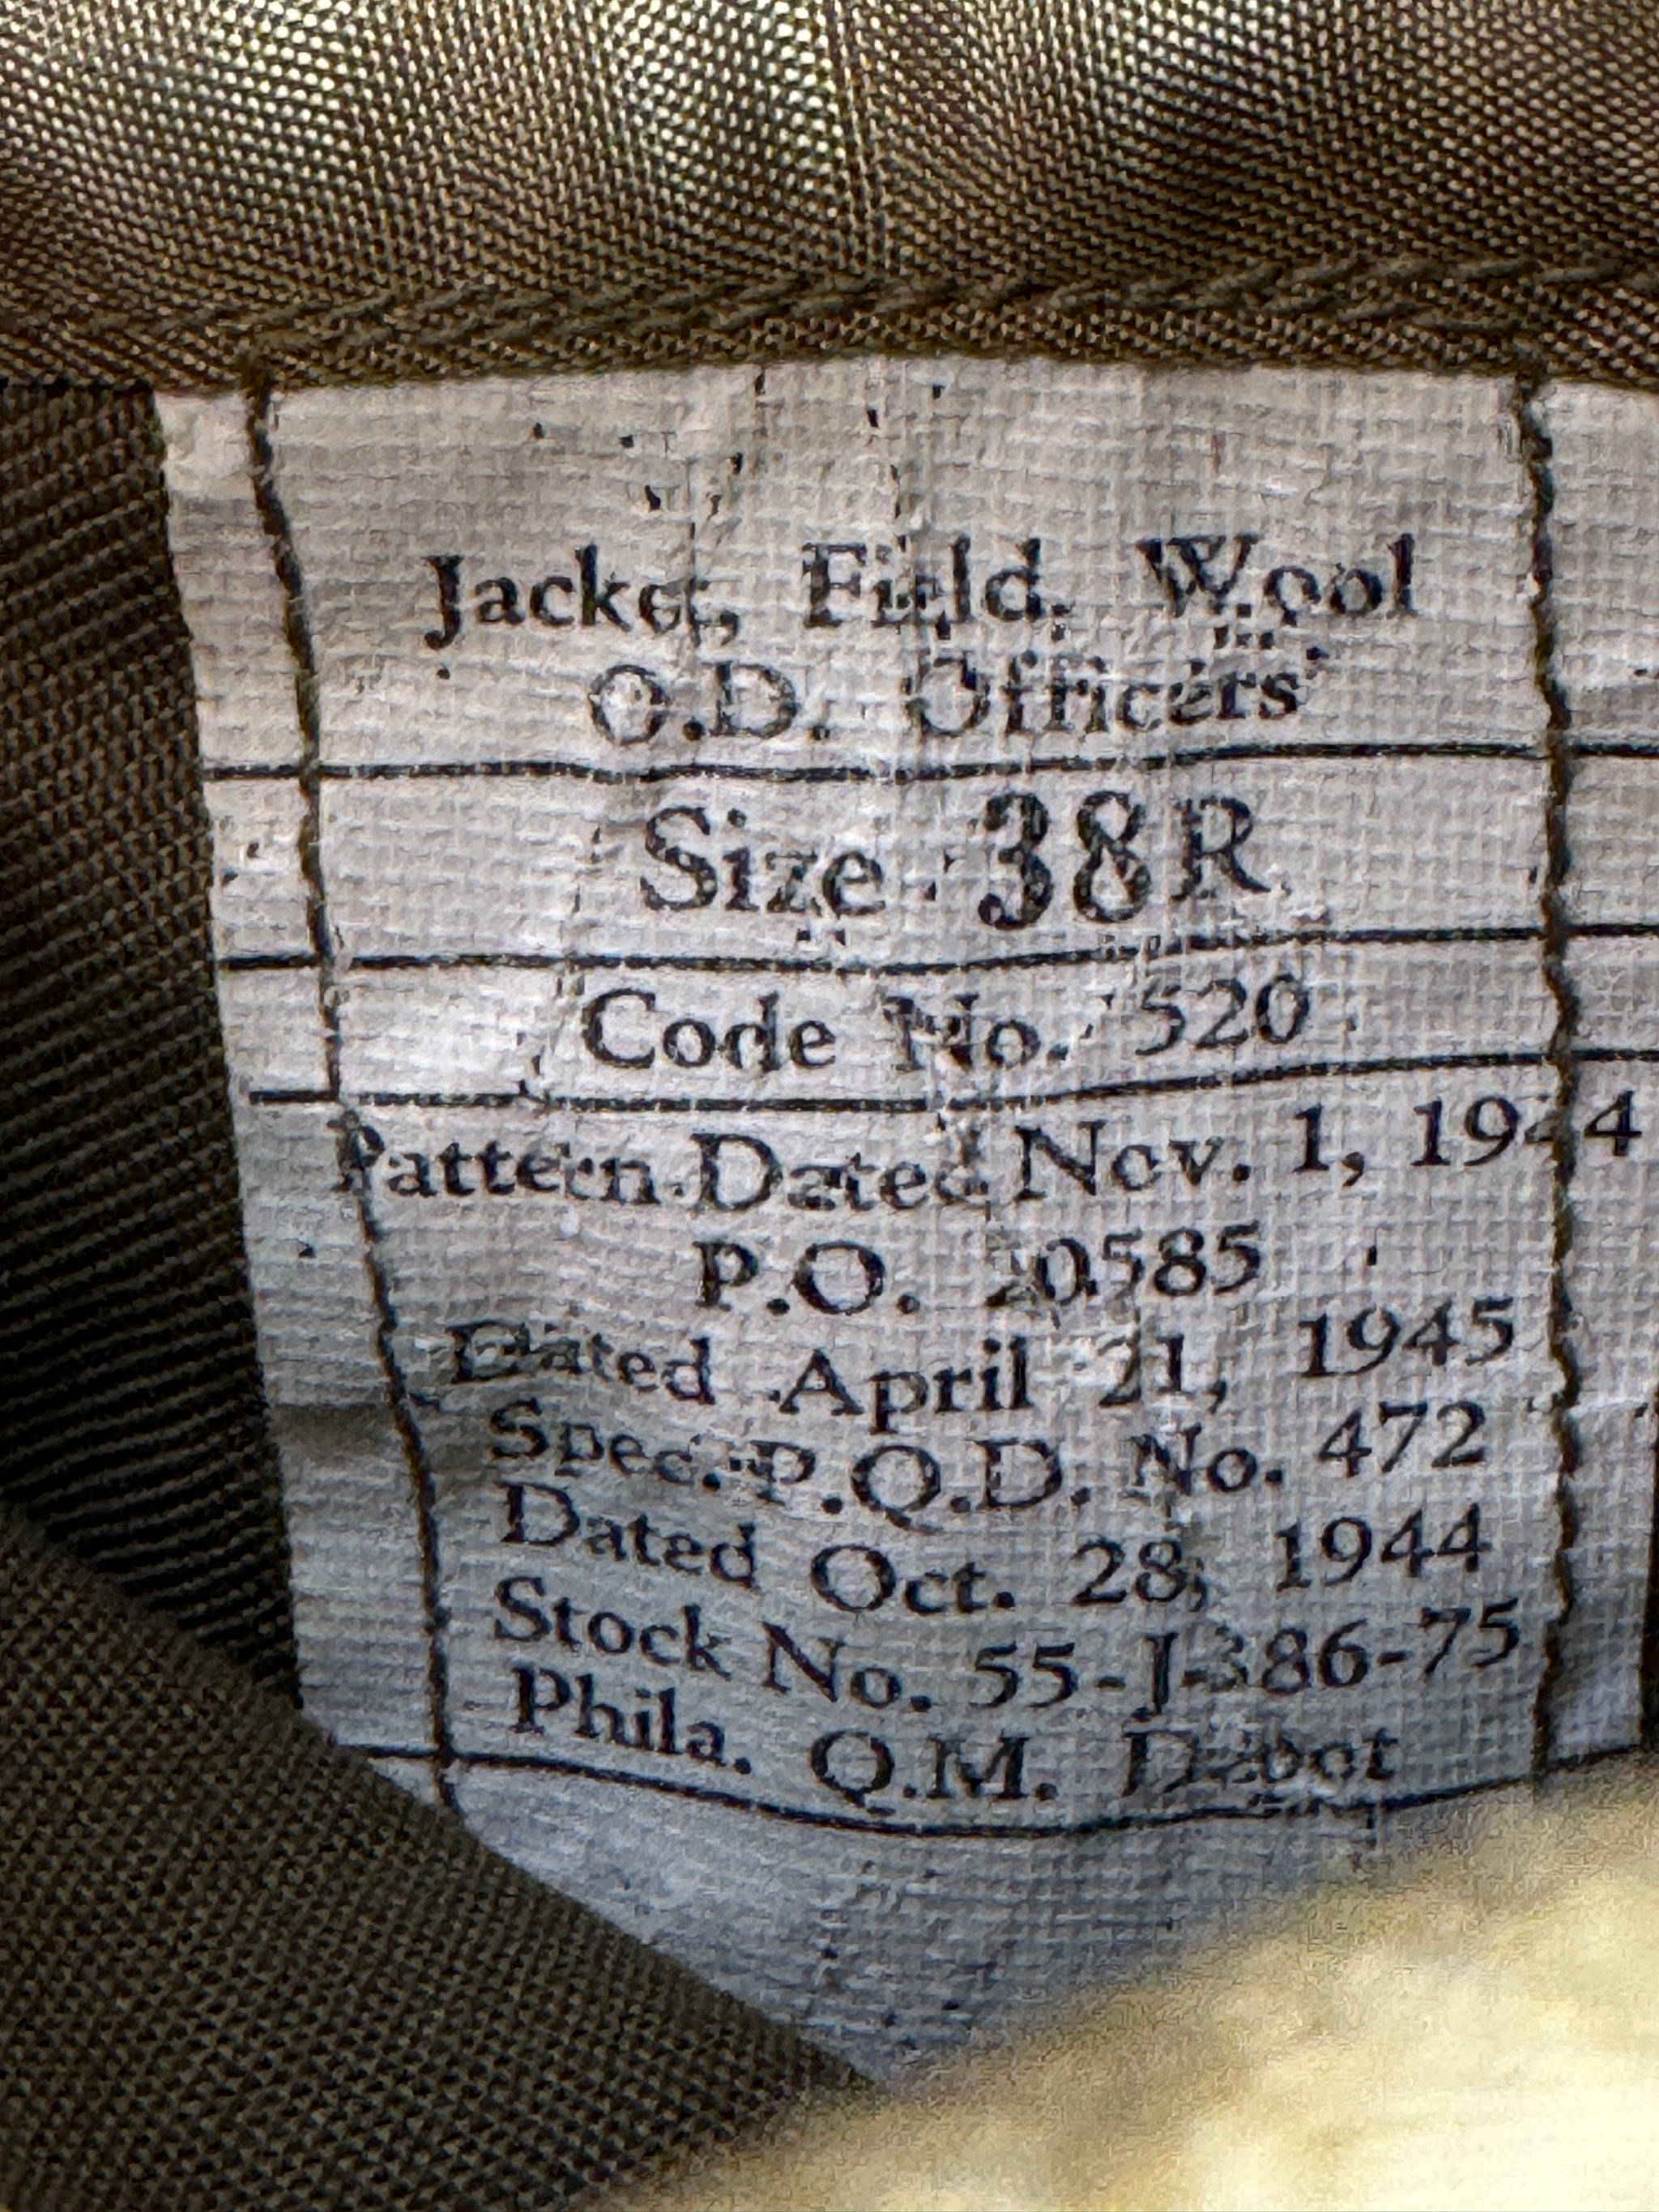 Jacket, Field, Wool
O.D. Officers'
Size 38R
Code No. 520
Pattern Dated Nov. 1, 1944
P.O. 20585
Dated April 21, 1945
Spec. P.Q.D. No. 472
Dated Oct. 28, 1944
Stock No. 55-J-386-75
Phila. Q.M. Depot